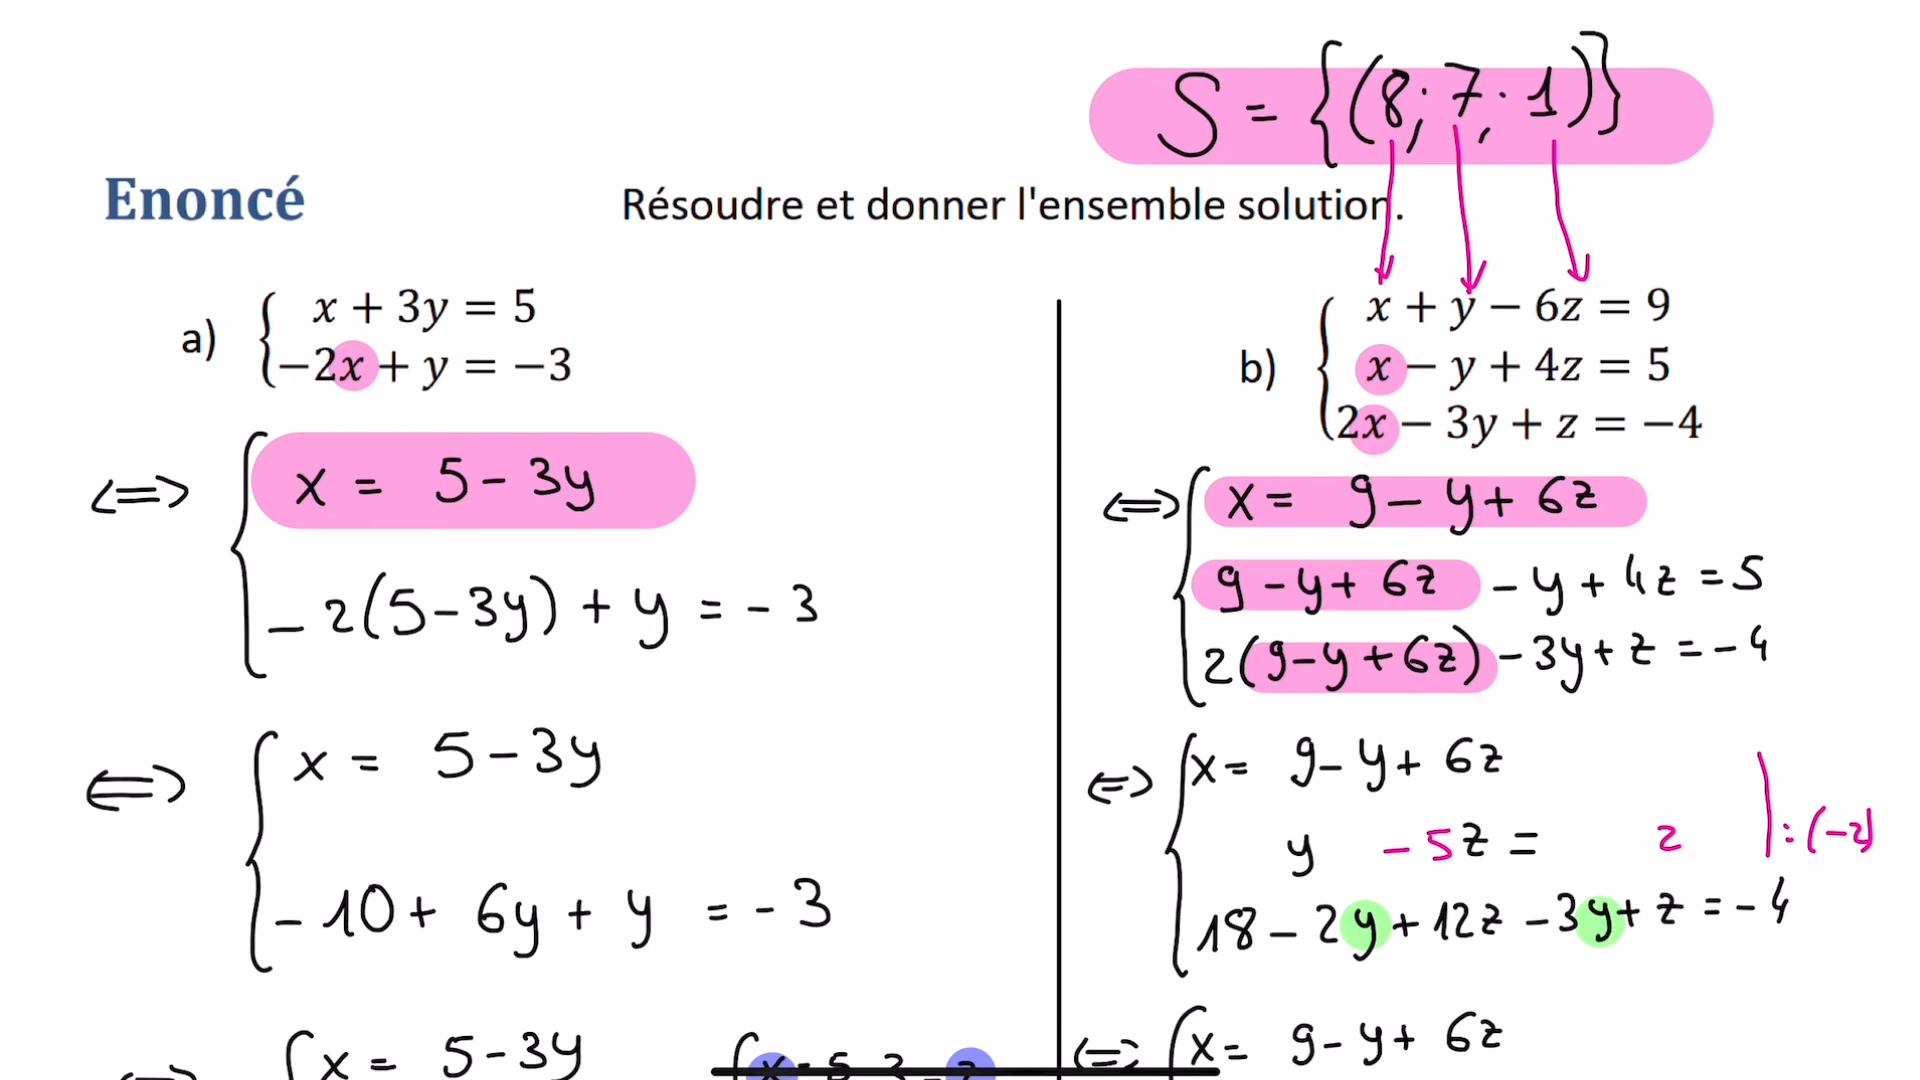 S = {(8; 7; 1)}
Enoncé
Résoudre et donner l'ensemble solution.
a) { x + 3y = 5
−2x + y = −3
⟺ { x = 5 - 3y
- 2(5-3y) + y = - 3
⟺ { x = 5 - 3y
- 10 + 6y + y = - 3
x = 5 - 3y
b) { x + y − 6z = 9
x − y + 4z = 5
2x − 3y + z = −4
⟺ { x = 9 - y + 6z
9 - y + 6z - y + 4z = 5
2(9-y+6z) - 3y + z = - 4
⟺ { x = 9 - y + 6z
y - 5z = 2 | : (-2)
18 - 2y + 12z - 3y + z = - 4
⟺ { x = 9 - y + 6z